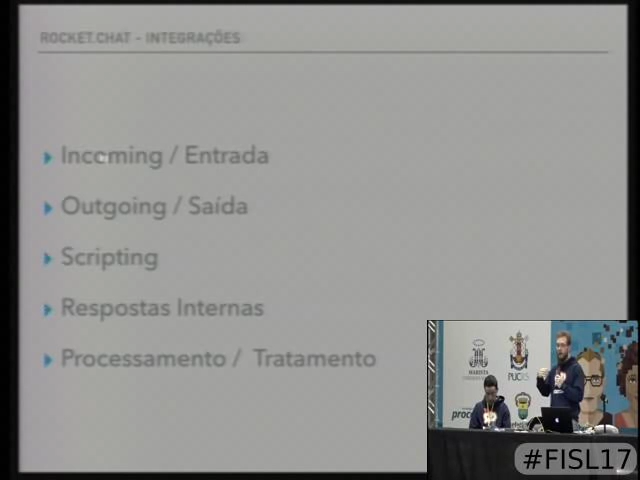 ROCKET.CHAT - INTEGRAÇÕES
Incoming / Entrada
Outgoing / Saída
Scripting
Respostas Internas
Processamento / Tratamento
MARISTA
PUCRS
#FISL17